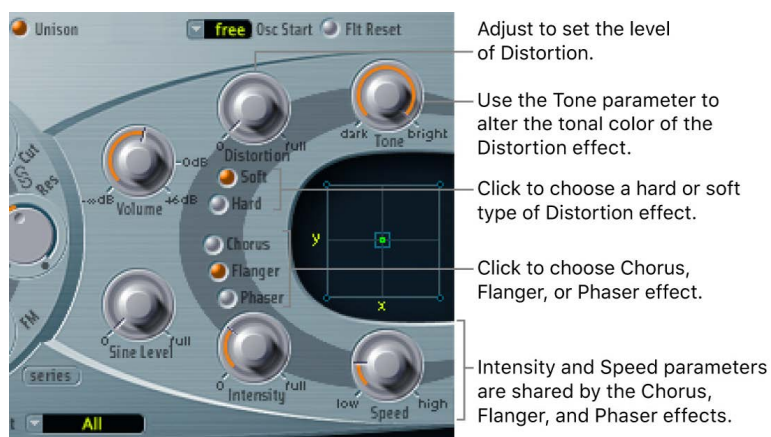 Unison
free Osc Start
Flt Reset
Adjust to set the level
of Distortion.
0 full
Distortion
dark bright
Tone
Use the Tone parameter to
alter the tonal color of the
Distortion effect.
Cut
Res
-0dB
-∞dB +6dB
Volume
Soft
Hard
Click to choose a hard or soft
type of Distortion effect.
y
x
Chorus
Flanger
Phaser
Click to choose Chorus,
Flanger, or Phaser effect.
FM
0 full
Sine Level
0 full
Intensity
low high
Speed
Intensity and Speed parameters
are shared by the Chorus,
Flanger, and Phaser effects.
series
t All